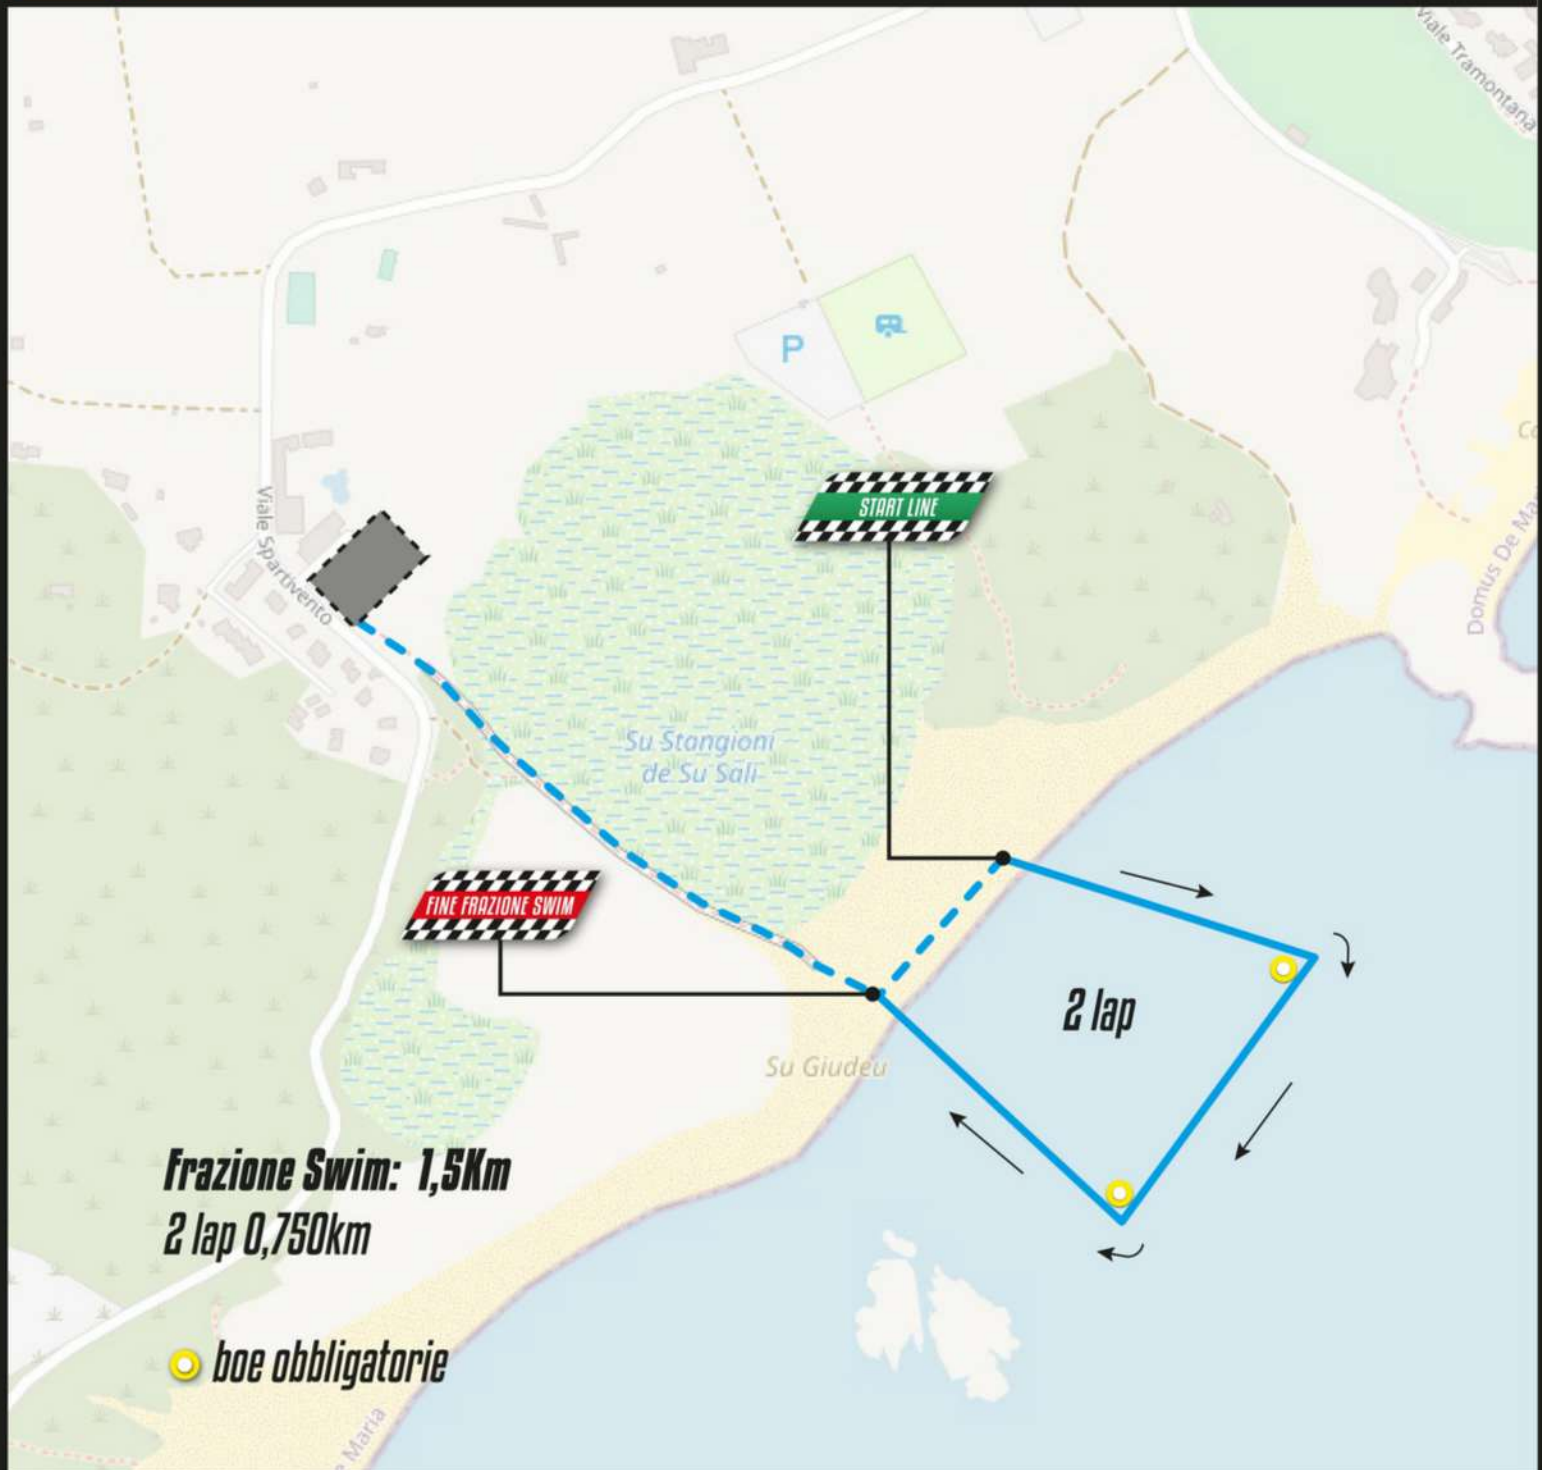 Viale Tramontana
P
START LINE
Viale Spartivento
Domus De Ma
Su Stangioni
de Su Sali
FINE FRAZIONE SWIM
2 lap
Su Giudeu
Frazione Swim: 1,5Km
2 lap 0,750km
boe obbligatorie
Maria